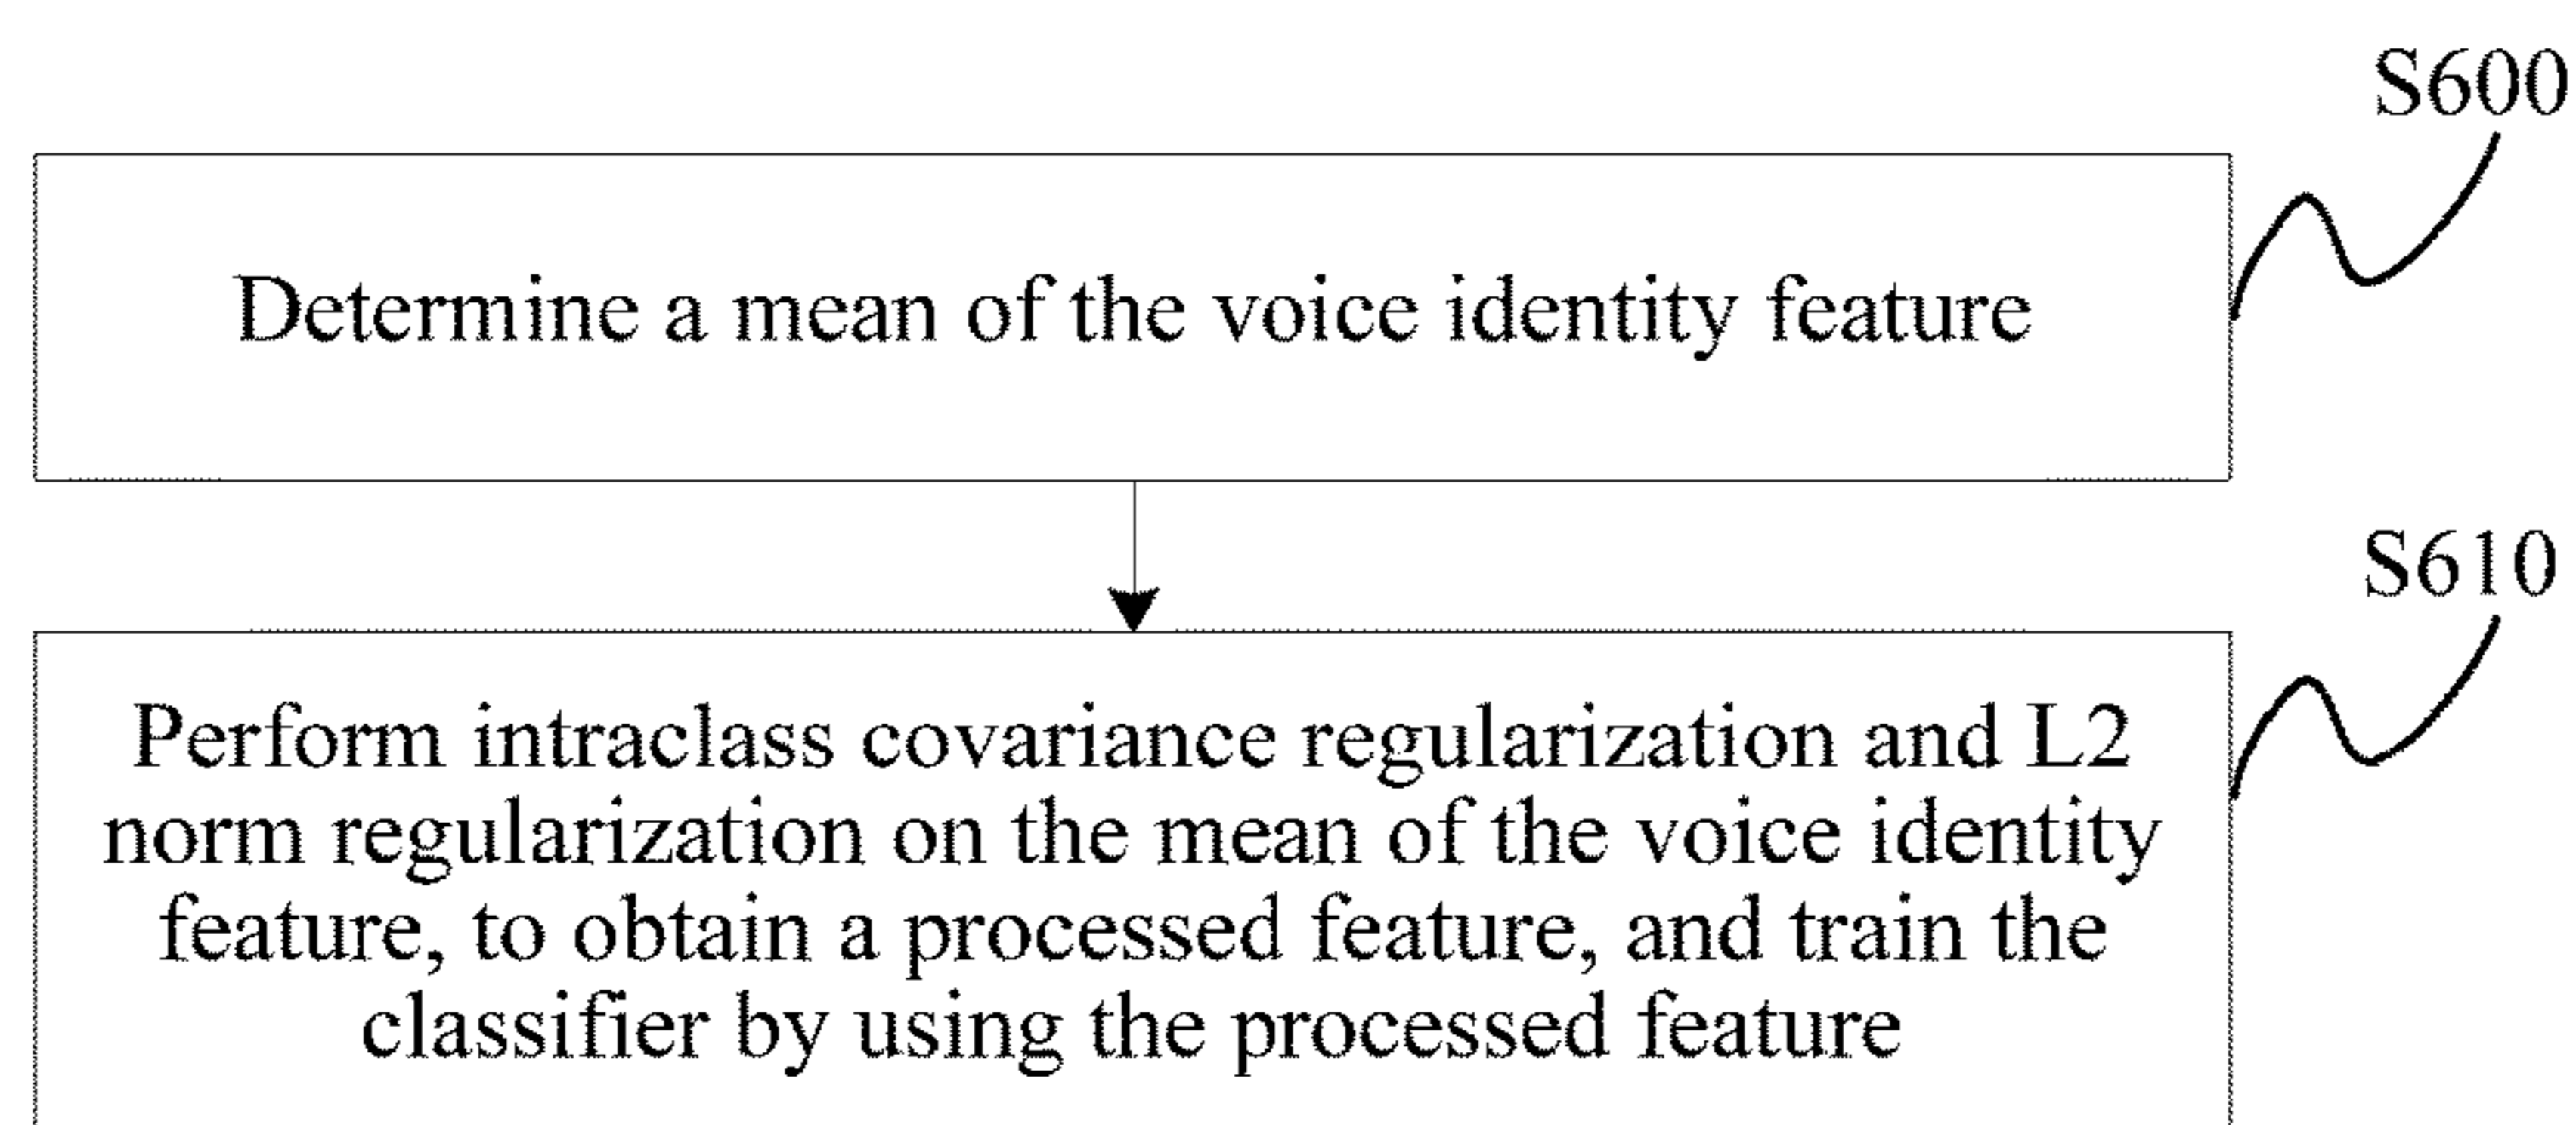 S600
Determine a mean of the voice identity feature
S610
Perform intraclass covariance regularization and L2
norm regularization on the mean of the voice identity
feature, to obtain a processed feature, and train the
classifier by using the processed feature